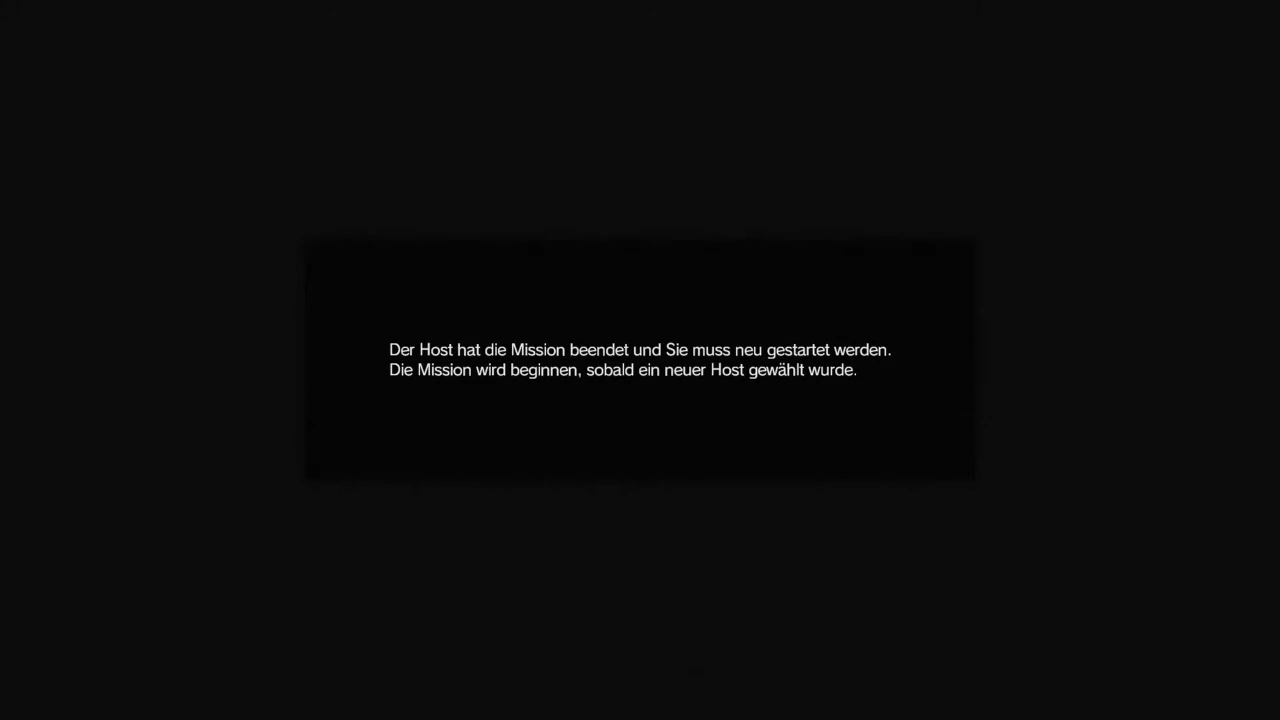 Der Host hat die Mission beendet und Sie muss neu gestartet werden.
Die Mission wird beginnen, sobald ein neuer Host gewählt wurde.